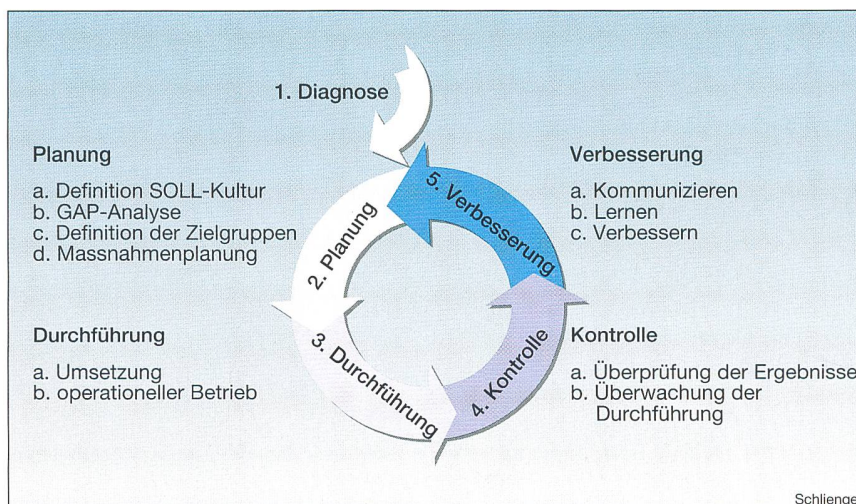 1. Diagnose
Planung
a. Definition SOLL-Kultur
b. GAP-Analyse
c. Definition der Zielgruppen
d. Massnahmenplanung
Verbesserung
a. Kommunizieren
b. Lernen
c. Verbessern
5. Verbesserung
2. Planung
3. Durchführung
4. Kontrolle
Durchführung
a. Umsetzung
b. operationeller Betrieb
Kontrolle
a. Überprüfung der Ergebnisse
b. Überwachung der
Durchführung
Schlienge